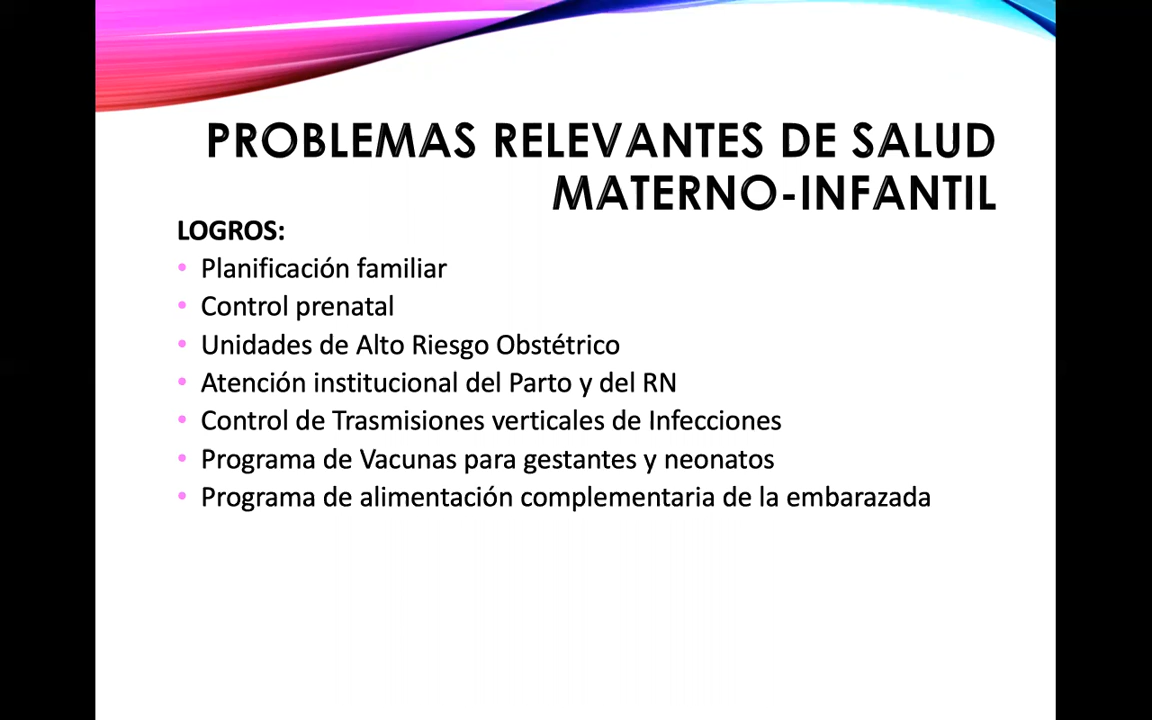 PROBLEMAS RELEVANTES DE SALUD
MATERNO-INFANTIL
LOGROS:
• Planificación familiar
• Control prenatal
• Unidades de Alto Riesgo Obstétrico
• Atención institucional del Parto y del RN
• Control de Trasmisiones verticales de Infecciones
• Programa de Vacunas para gestantes y neonatos
• Programa de alimentación complementaria de la embarazada